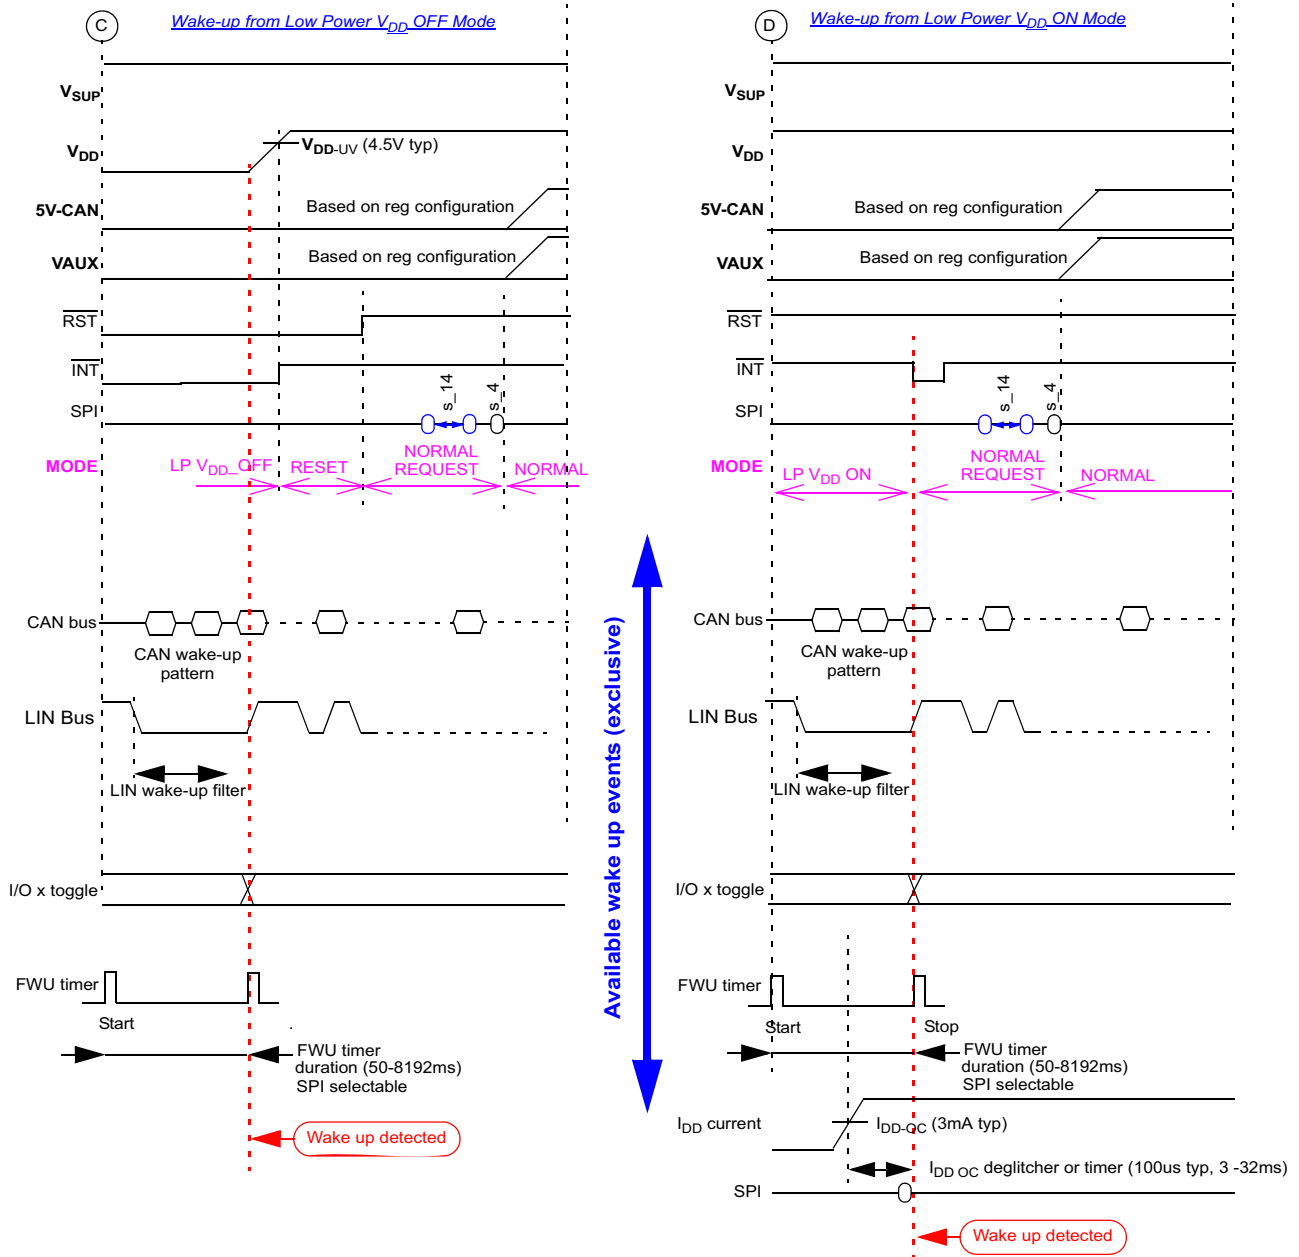 C
Wake-up from Low Power VDD OFF Mode
VSUP
VDD
VDD-UV (4.5V typ)
5V-CAN
Based on reg configuration
VAUX
Based on reg configuration
RST
INT
s_14
s_4
SPI
MODE
LP VDD_OFF
RESET
NORMAL
REQUEST
NORMAL
CAN bus
CAN wake-up
pattern
LIN Bus
LIN wake-up filter
I/O x toggle
FWU timer
Start
FWU timer
duration (50-8192ms)
SPI selectable
Wake up detected
Available wake up events (exclusive)
D
Wake-up from Low Power VDD ON Mode
VSUP
VDD
5V-CAN
Based on reg configuration
VAUX
Based on reg configuration
RST
INT
s_14
s_4
SPI
MODE
LP VDD ON
NORMAL
REQUEST
NORMAL
CAN bus
CAN wake-up
pattern
LIN Bus
LIN wake-up filter
I/O x toggle
FWU timer
Start
Stop
FWU timer
duration (50-8192ms)
SPI selectable
IDD current
IDD-OC (3mA typ)
IDD OC deglitcher or timer (100us typ, 3 -32ms)
SPI
Wake up detected